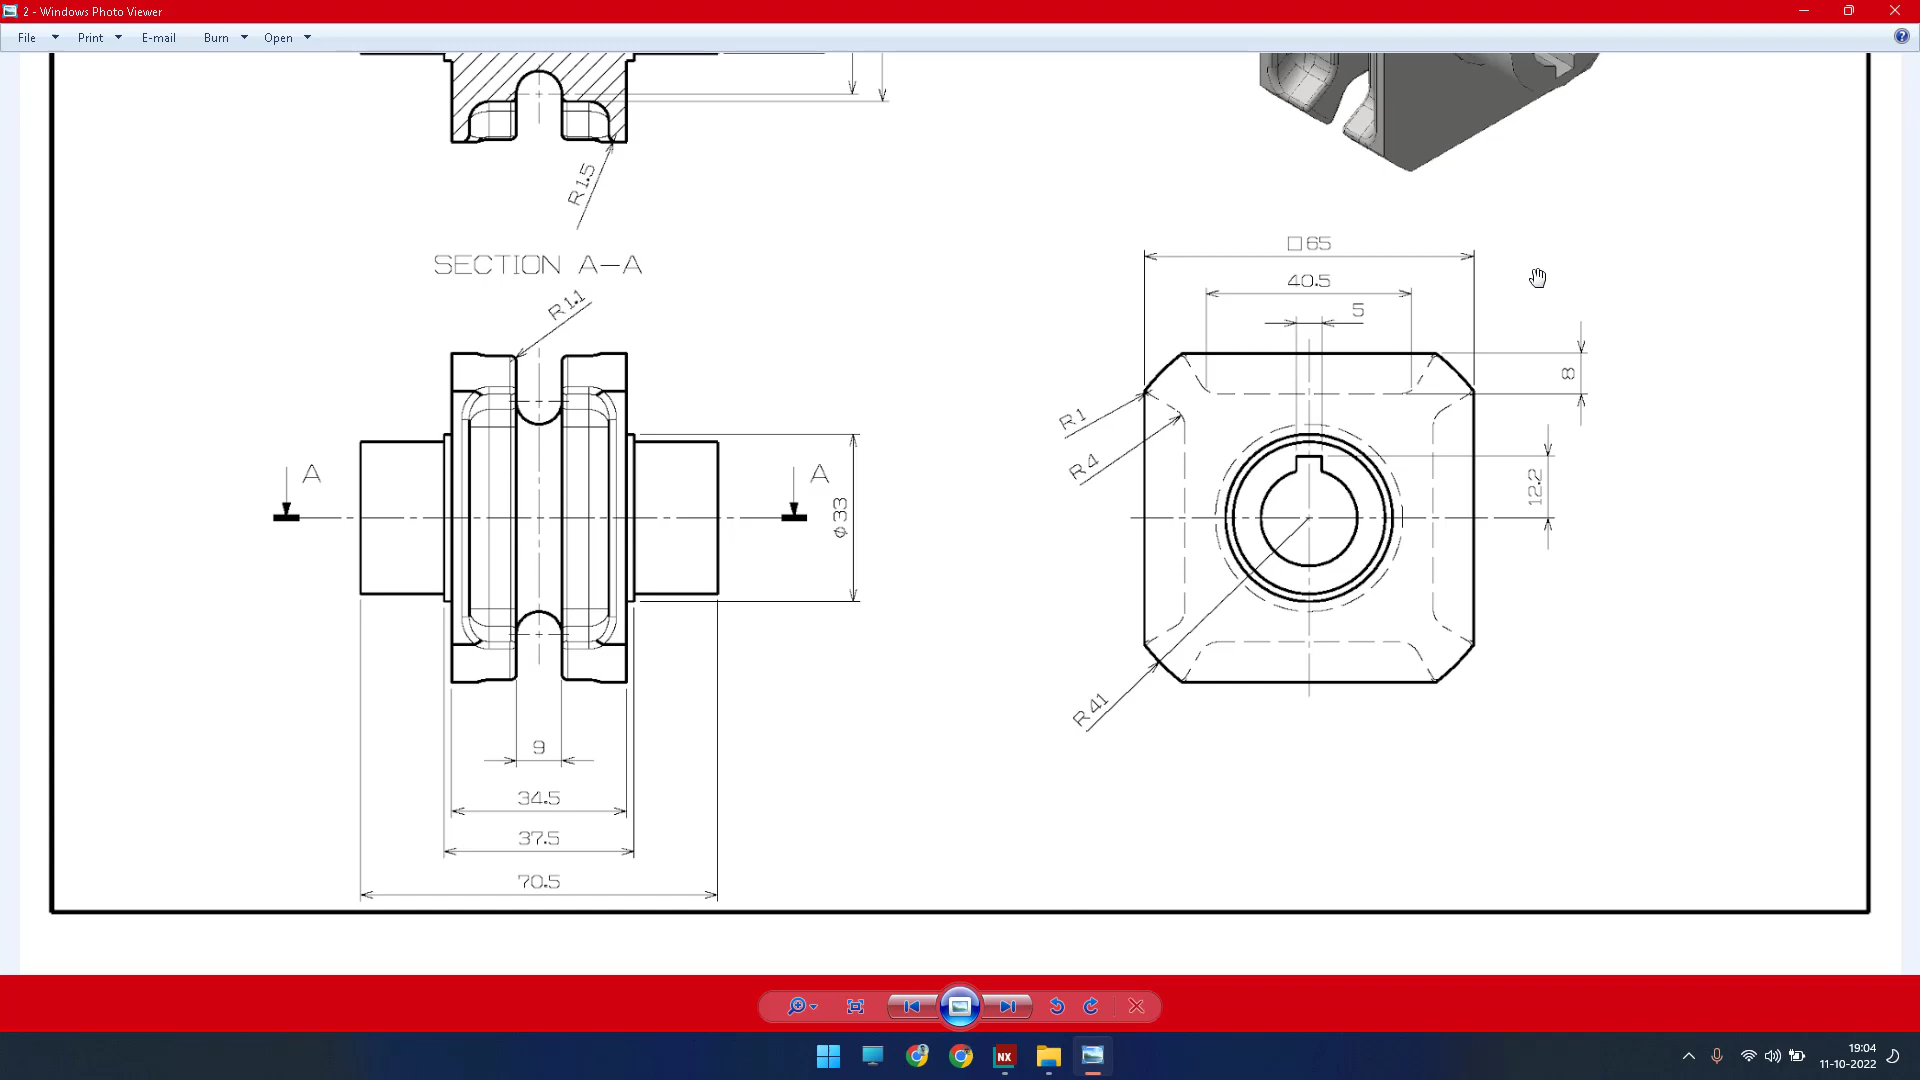 2 - Windows Photo Viewer
File Print E-mail Burn Open
R1.5
SECTION A-A
R1.1
A A
⌀33
9
34.5
37.5
70.5
□65
40.5
5
8
R1
R4
12.2
R41
NX
19:04
11-10-2022